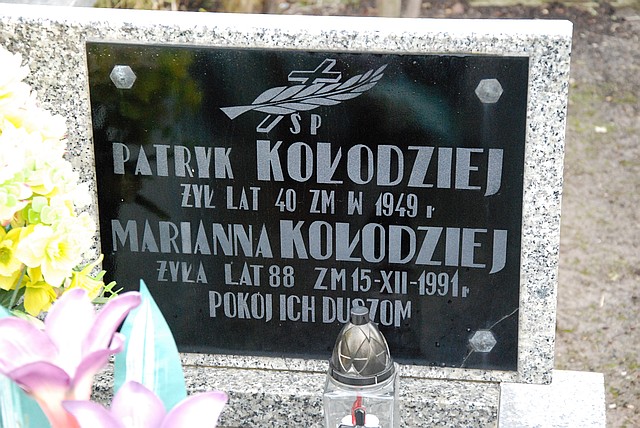 ŚP
PATRYK KOŁODZIEJ
ŻYŁ LAT 40 ZM W 1949 r
MARIANNA KOŁODZIEJ
ŻYŁA LAT 88 ZM 15-XII-1991r
POKÓJ ICH DUSZOM